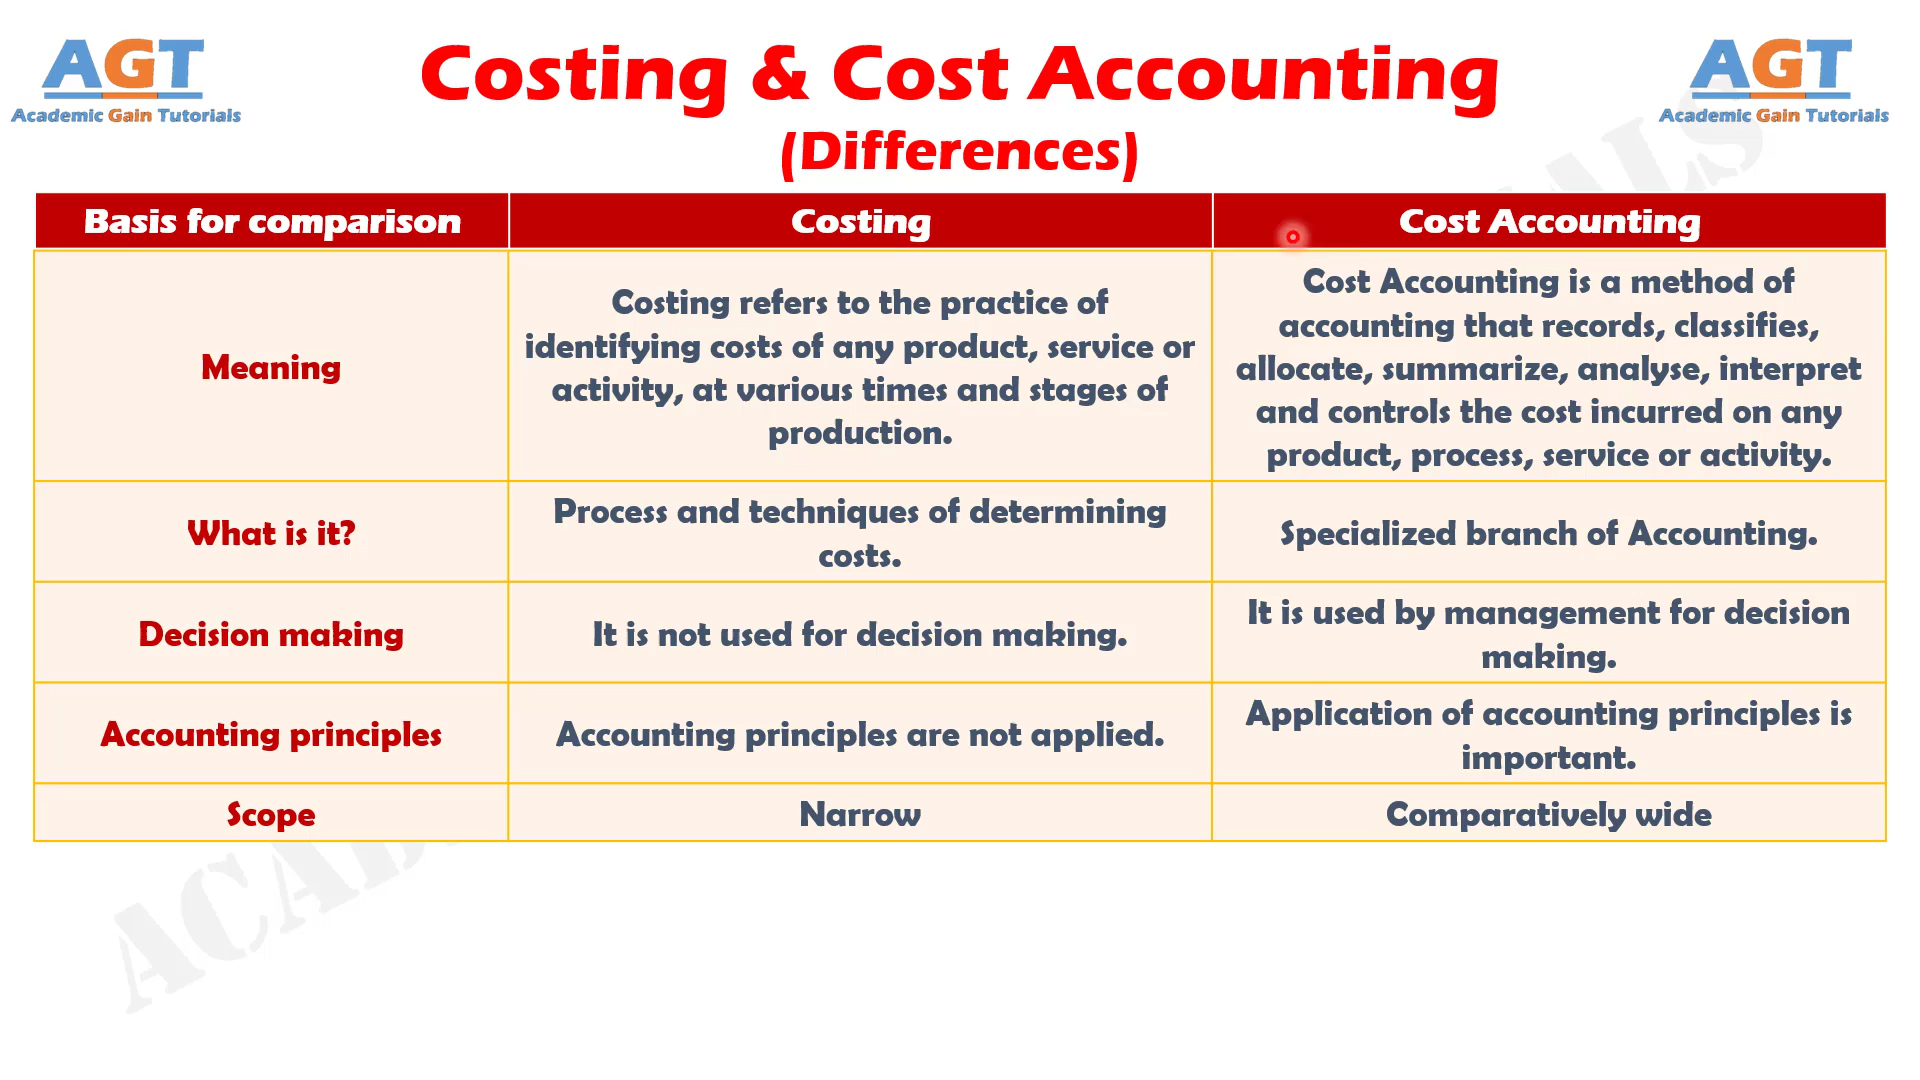 AGT
Academic Gain Tutorials
Costing & Cost Accounting
(Differences)
AGT
Academic Gain Tutorials
Basis for comparison
Costing
Cost Accounting
Meaning
Costing refers to the practice of
identifying costs of any product, service or
activity, at various times and stages of
production.
Cost Accounting is a method of
accounting that records, classifies,
allocate, summarize, analyse, interpret
and controls the cost incurred on any
product, process, service or activity.
What is it?
Process and techniques of determining
costs.
Specialized branch of Accounting.
Decision making
It is not used for decision making.
It is used by management for decision
making.
Accounting principles
Accounting principles are not applied.
Application of accounting principles is
important.
Scope
Narrow
Comparatively wide